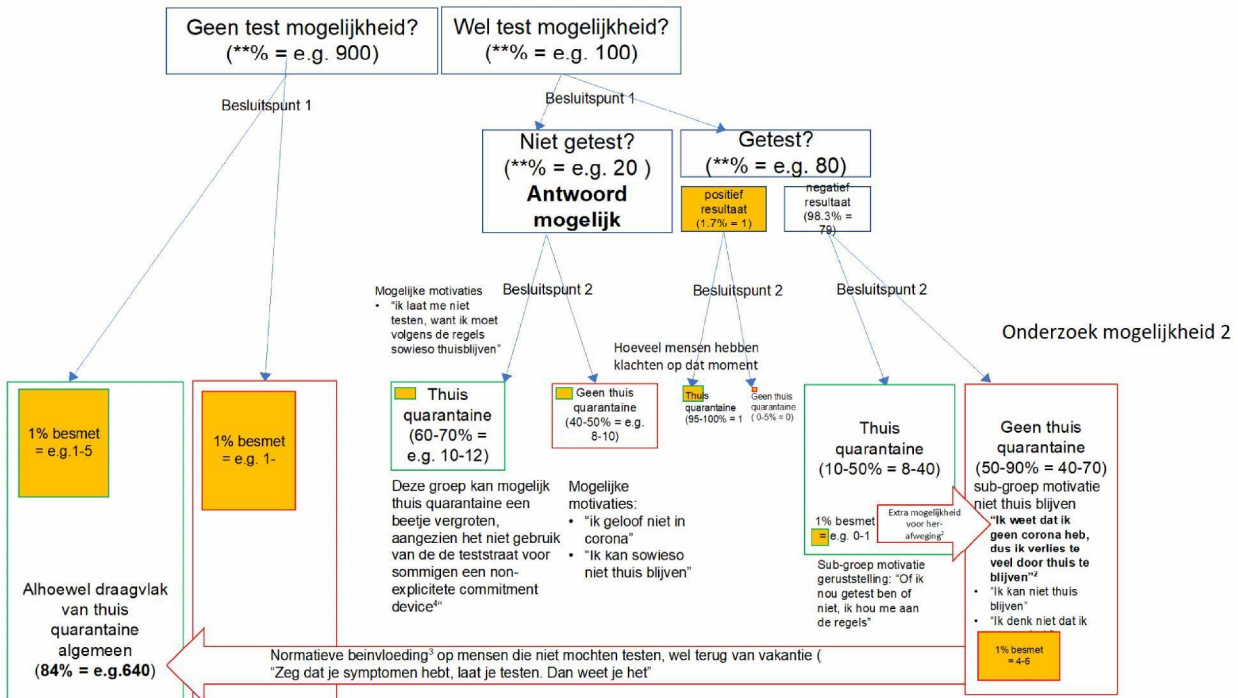 Geen test mogelijkheid?
(**% = e.g. 900)
Wel test mogelijkheid?
(**% = e.g. 100)
Besluitspunt 1
Besluitspunt 1
Niet getest?
(**% = e.g. 20 )
Antwoord
mogelijk
Getest?
(**% = e.g. 80)
positief
resultaat
(1.7% = 1)
negatief
resultaat
(98.3% =
79)
Mogelijke motivaties
• “ik laat me niet
testen, want ik moet
volgens de regels
sowieso thuisblijven”
Besluitspunt 2
Besluitspunt 2
Besluitspunt 2
Onderzoek mogelijkheid 2
Hoeveel mensen hebben
klachten op dat moment
1% besmet
= e.g.1-5
1% besmet
= e.g. 1-
Thuis
quarantaine
(60-70% =
e.g. 10-12)
Geen thuis
quarantaine
(40-50% = e.g.
8-10)
Thuis
quarantaine
(95-100% = 1
Geen thuis
quarantaine
( 0-5% = 0)
Thuis
quarantaine
(10-50% = 8-40)
1% besmet
= e.g. 0-1
Extra mogelijkheid
voor her-
afweging²
Geen thuis
quarantaine
(50-90% = 40-70)
sub-groep motivatie
niet thuis blijven
“Ik weet dat ik
geen corona heb,
dus ik verlies te
veel door thuis te
blijven”²
• “Ik kan niet thuis
blijven”
• “Ik denk niet dat ik
1% besmet
= 4-6
Deze groep kan mogelijk
thuis quarantaine een
beetje vergroten,
aangezien het niet gebruik
van de de teststraat voor
sommigen een non-
explicitete commitment
device⁴“
Mogelijke
motivaties:
• “ik geloof niet in
corona”
• “Ik kan sowieso
niet thuis blijven”
Sub-groep motivatie
geruststelling: “Of ik
nou getest ben of
niet, ik hou me aan
de regels”
Alhoewel draagvlak
van thuis
quarantaine
algemeen
(84% = e.g.640)
Normatieve beinvloeding³ op mensen die niet mochten testen, wel terug van vakantie (
“Zeg dat je symptomen hebt, laat je testen. Dan weet je het”